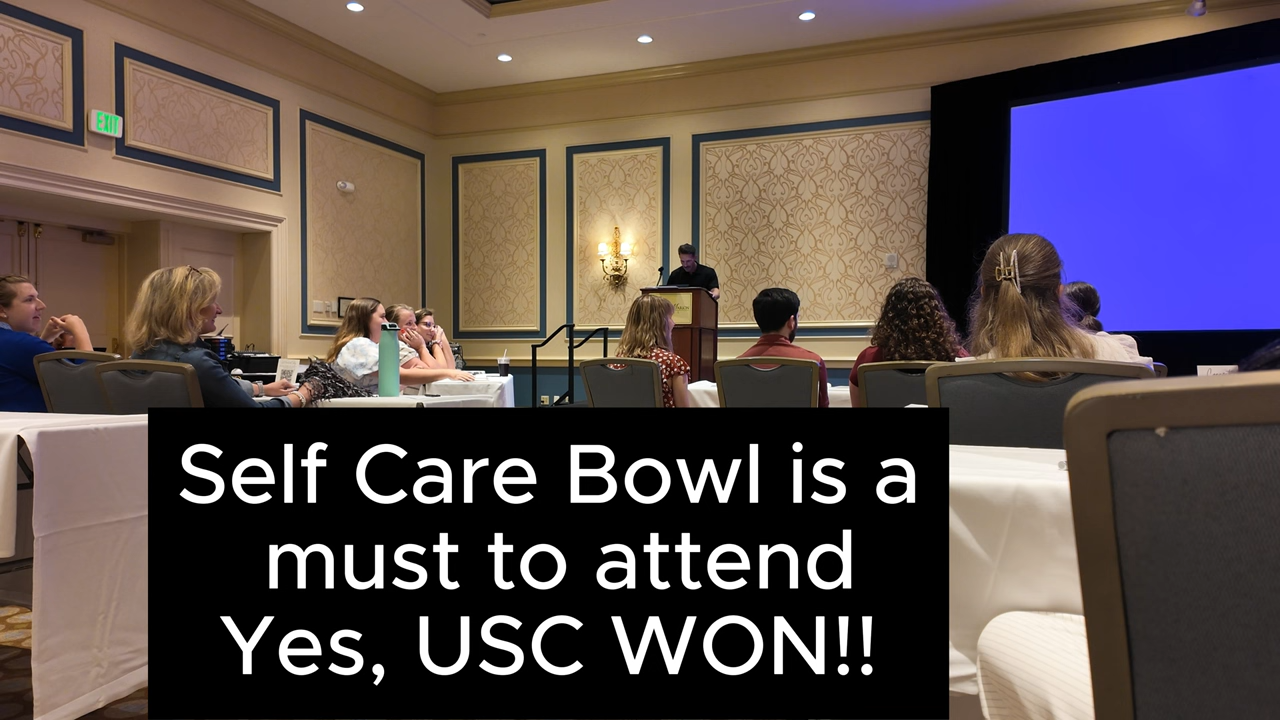 EXIT
Self Care Bowl is a
must to attend
Yes, USC WON!!